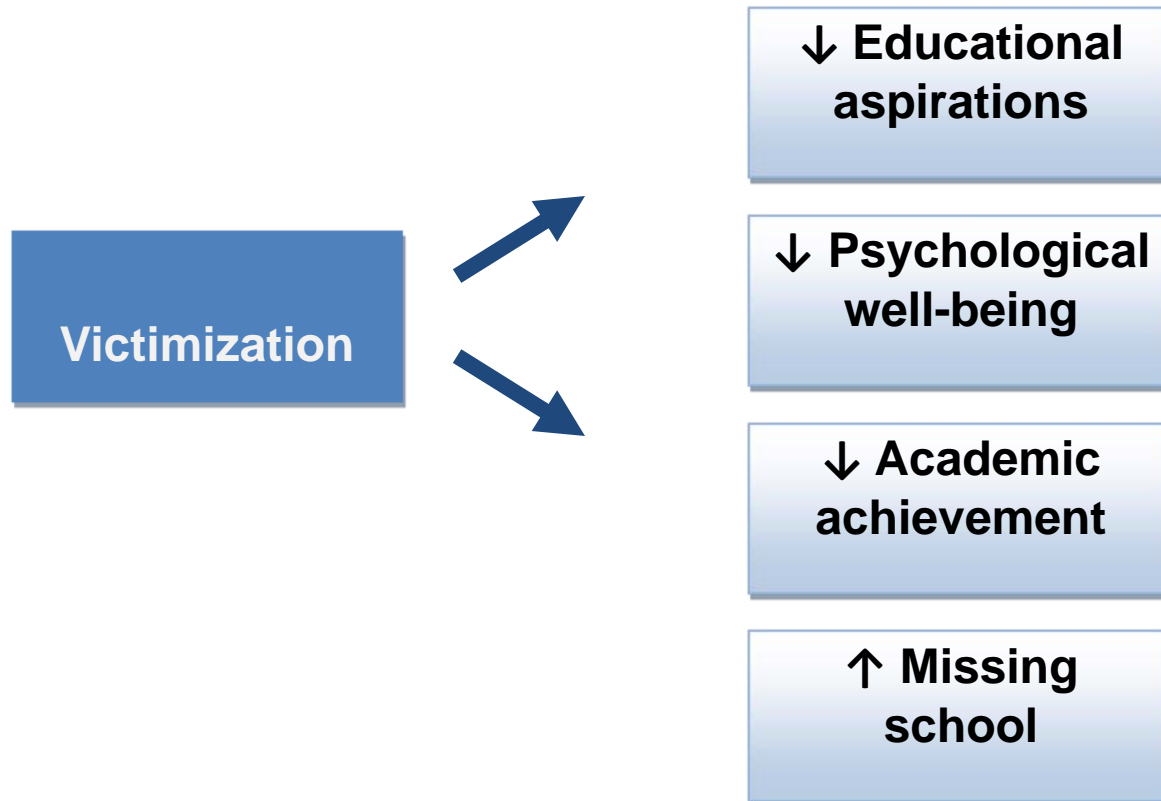 Victimization
↓ Educational
aspirations
↓ Psychological
well-being
↓ Academic
achievement
↑ Missing
school